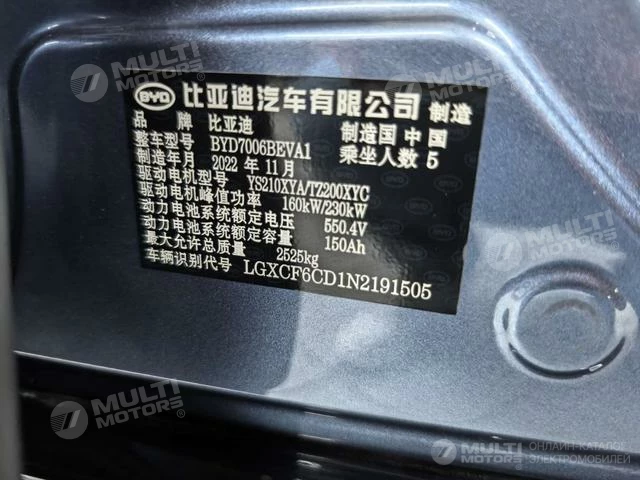 MULTI MOTORS
MULTI MOTORS
BYD 比亚迪汽车有限公司 制造
品牌 比亚迪 制造国 中国
整车型号 BYD7006BEVA1 乘坐人数 5
制造年月 2022 年 11 月
驱动电机型号 YS210XYA/TZ200XYC
驱动电机峰值功率 160kW/230kW
动力电池系统额定电压 550.4V
动力电池系统额定容量 150Ah
最大允许总质量 2525kg
车辆识别代号 LGXCF6CD1N2191505
MULTI MOTORS
MULTI MOTORS
ОНЛАЙН-КАТАЛОГ
ЭЛЕКТРОМОБИЛЕЙ